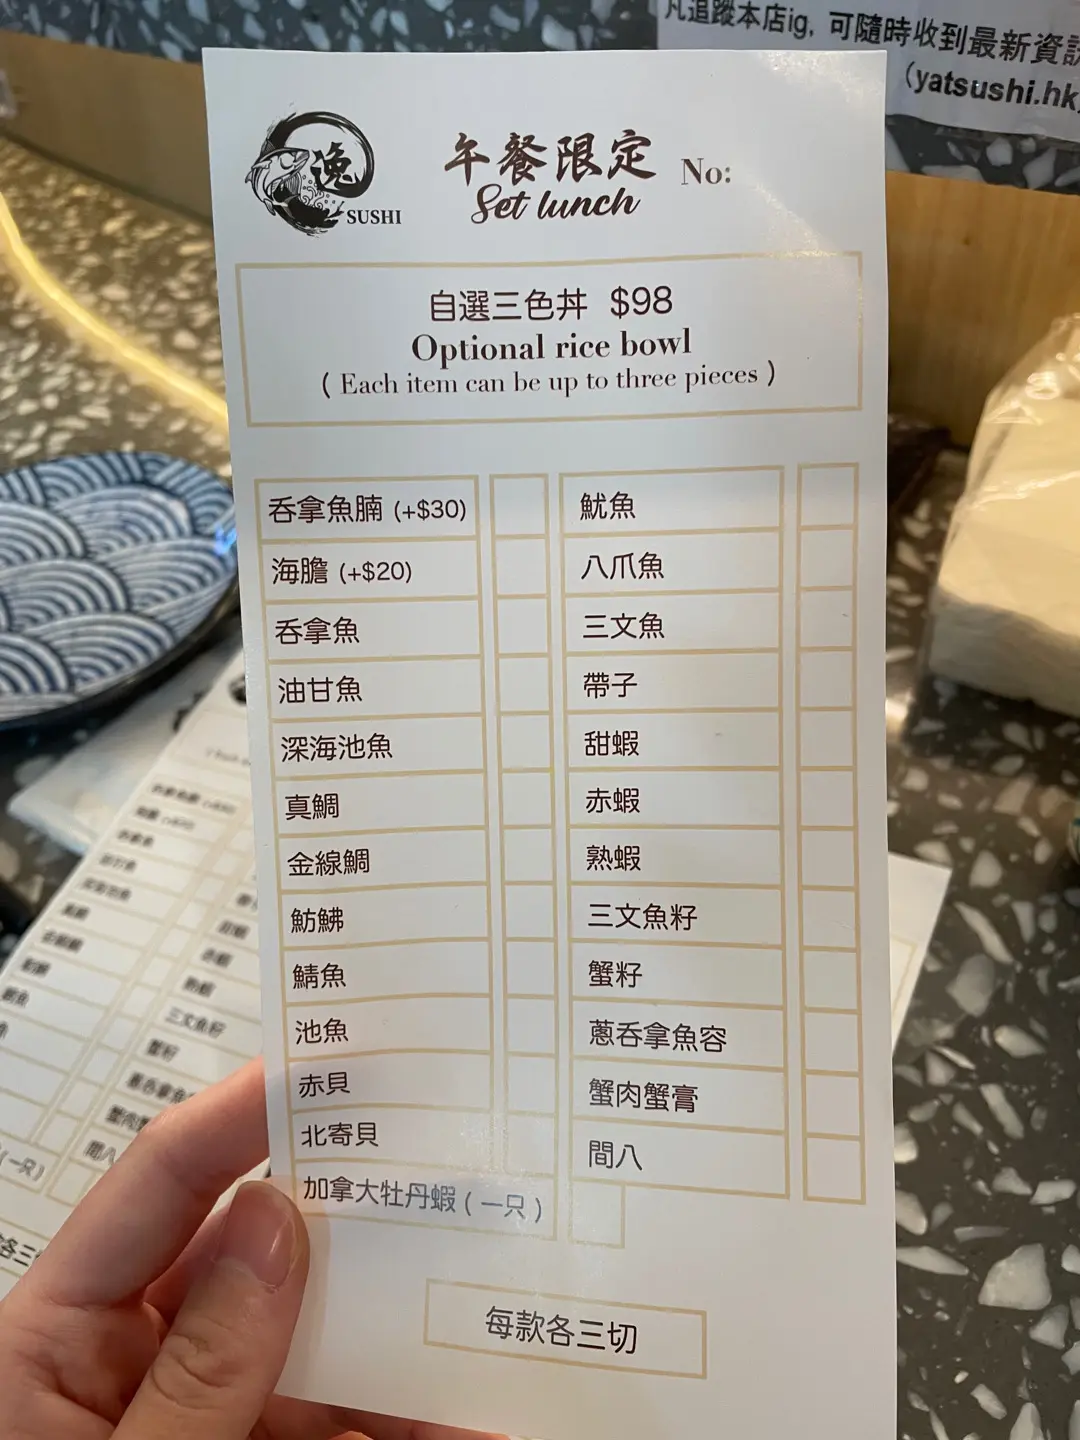 凡追蹤本店ig, 可隨時收到最新資訊
(yatsushi.hk)
逸
SUSHI
午餐限定
Set lunch
No:
自選三色丼 $98
Optional rice bowl
( Each item can be up to three pieces )
吞拿魚腩 (+$30)
海膽 (+$20)
吞拿魚
油甘魚
深海池魚
真鯛
金線鯛
魴鮄
鯖魚
池魚
赤貝
北寄貝
加拿大牡丹蝦 ( 一只 )
魷魚
八爪魚
三文魚
帶子
甜蝦
赤蝦
熟蝦
三文魚籽
蟹籽
蔥吞拿魚容
蟹肉蟹膏
間八
每款各三切